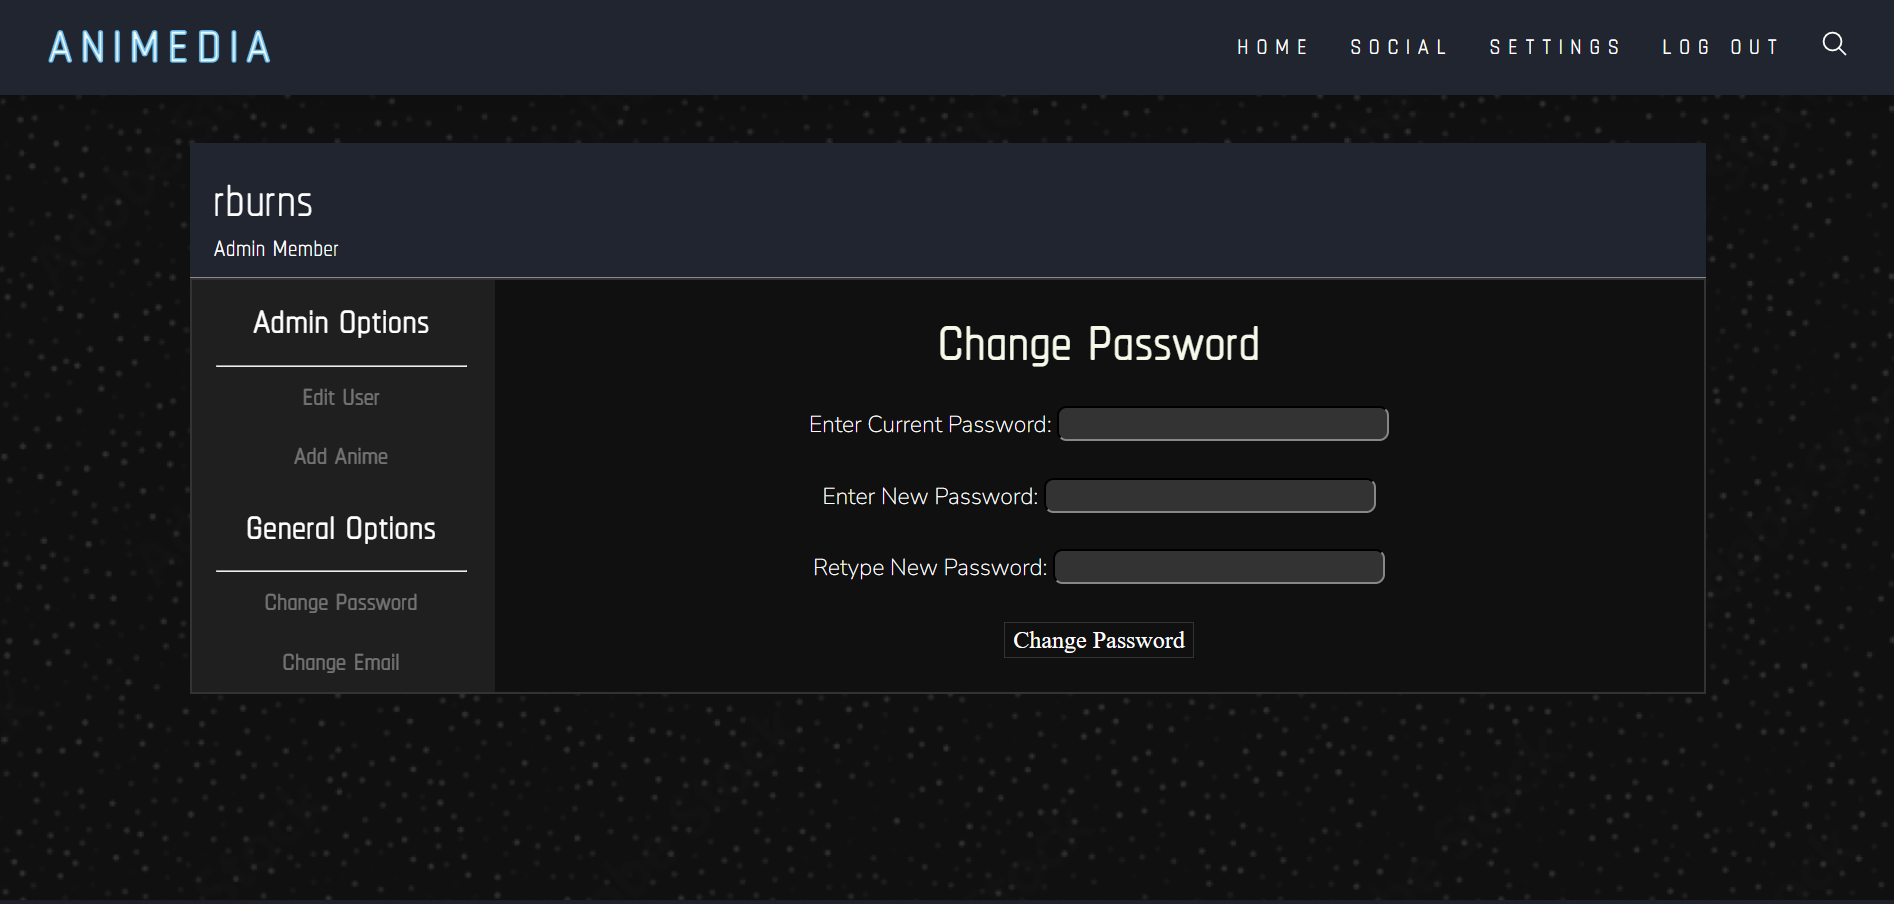 ANIMEDIA
HOME SOCIAL SETTINGS LOG OUT
rburns
Admin Member
Admin Options
Edit User
Add Anime
General Options
Change Password
Change Email
Change Password
Enter Current Password:
Enter New Password:
Retype New Password:
Change Password